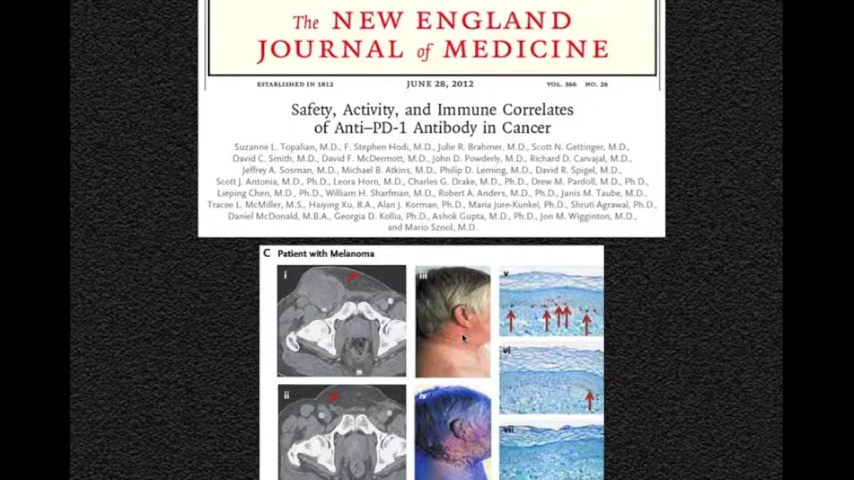 The NEW ENGLAND
JOURNAL of MEDICINE
ESTABLISHED IN 1812 JUNE 28, 2012 VOL. 366 NO. 26
Safety, Activity, and Immune Correlates
of Anti–PD-1 Antibody in Cancer
Suzanne L. Topalian, M.D., F. Stephen Hodi, M.D., Julie R. Brahmer, M.D., Scott N. Gettinger, M.D.,
David C. Smith, M.D., David F. McDermott, M.D., John D. Powderly, M.D., Richard D. Carvajal, M.D.,
Jeffrey A. Sosman, M.D., Michael B. Atkins, M.D., Philip D. Leming, M.D., David R. Spigel, M.D.,
Scott J. Antonia, M.D., Ph.D., Leora Horn, M.D., Charles G. Drake, M.D., Ph.D., Drew M. Pardoll, M.D., Ph.D.,
Lieping Chen, M.D., Ph.D., William H. Sharfman, M.D., Robert A. Anders, M.D., Ph.D., Janis M. Taube, M.D.,
Tracee L. McMiller, M.S., Haiying Xu, B.A., Alan J. Korman, Ph.D., Maria Jure-Kunkel, Ph.D., Shruti Agrawal, Ph.D.,
Daniel McDonald, M.B.A., Georgia D. Kollia, Ph.D., Ashok Gupta, M.D., Ph.D., Jon M. Wigginton, M.D.,
and Mario Sznol, M.D.
C Patient with Melanoma
i iii v
vi
ii iv
vii